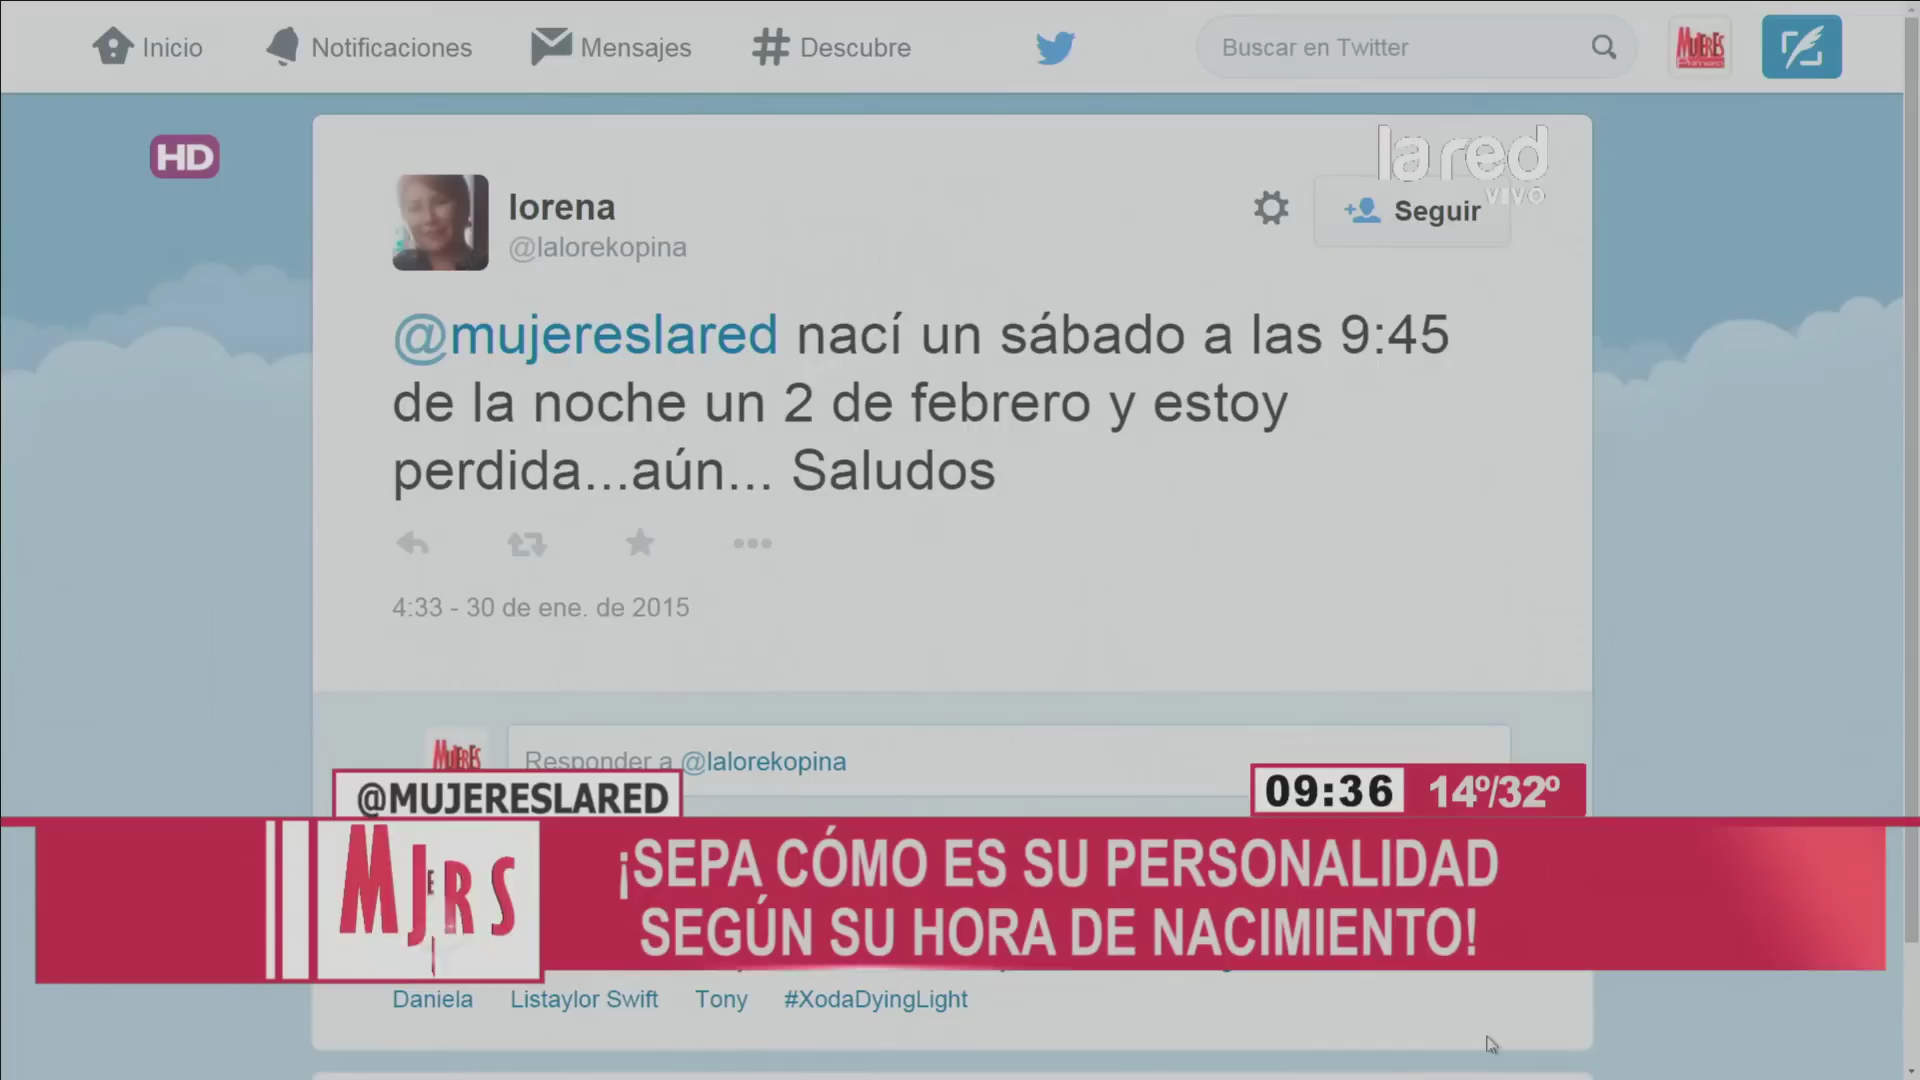 Inicio
Notificaciones
Mensajes
Descubre
Buscar en Twitter
MUJERES
HD
la red
VIVO
lorena
@lalorekopina
Seguir
@mujereslared nací un sábado a las 9:45
de la noche un 2 de febrero y estoy
perdida...aún... Saludos
4:33 - 30 de ene. de 2015
MUJERES
Responder a @lalorekopina
@MUJERESLARED
09:36
14º/32º
MJERS
¡SEPA CÓMO ES SU PERSONALIDAD
SEGÚN SU HORA DE NACIMIENTO!
Daniela
Listaylor Swift
Tony
#XodaDyingLight